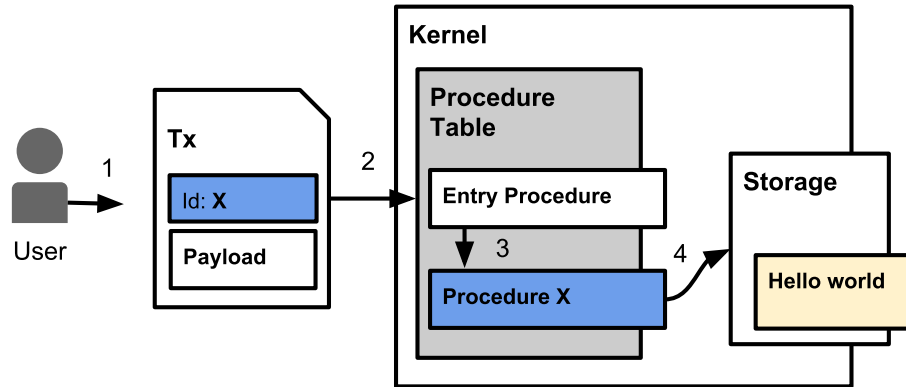 Kernel
Procedure
Table
Tx
1
2
Id: X
Entry Procedure
Storage
User
Payload
3
4
Procedure X
Hello world